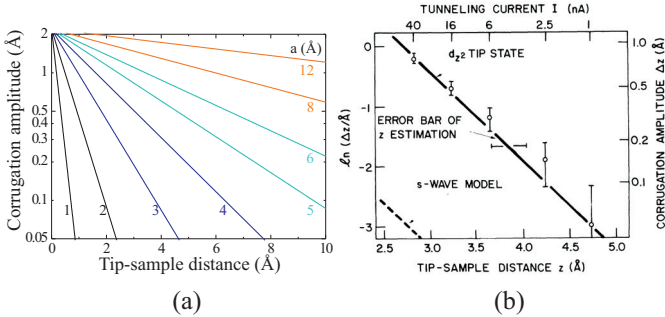 Corrugation amplitude (Å)
2
1
0.5
0.4
0.3
0.2
0.1
0.05
a (Å)
12
8
6
5
4
3
2
1
0 2 4 6 8 10
Tip-sample distance (Å)
(a)
TUNNELING CURRENT I (nA)
40 16 6 2.5 1
ℓn (Δz/Å)
0
-1
-2
-3
d_{z²} TIP STATE
ERROR BAR OF
z ESTIMATION
s-WAVE MODEL
1.0
0.5
0.2
0.1
CORRUGATION AMPLITUDE Δz (Å)
2.5 3.0 3.5 4.0 4.5 5.0
TIP-SAMPLE DISTANCE z (Å)
(b)